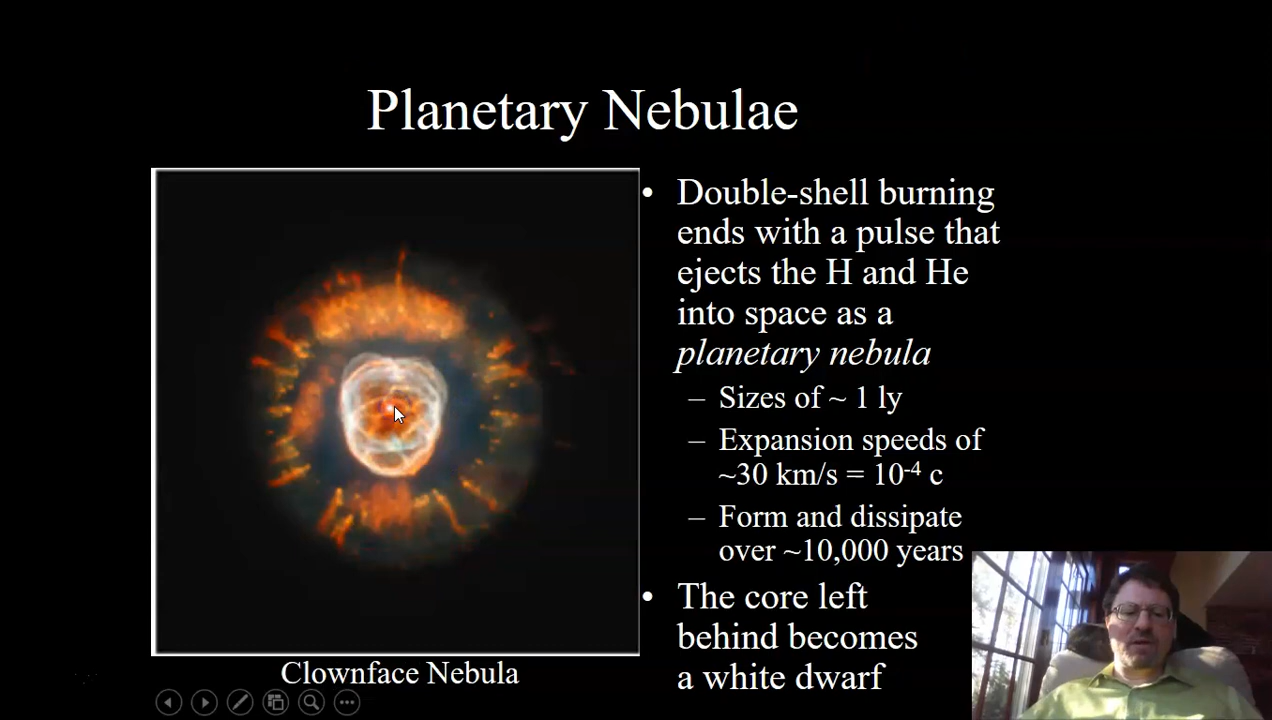 Planetary Nebulae
• Double-shell burning
ends with a pulse that
ejects the H and He
into space as a
planetary nebula
– Sizes of ~ 1 ly
– Expansion speeds of
~30 km/s = 10⁻⁴ c
– Form and dissipate
over ~10,000 years
• The core left
behind becomes
a white dwarf
Clownface Nebula